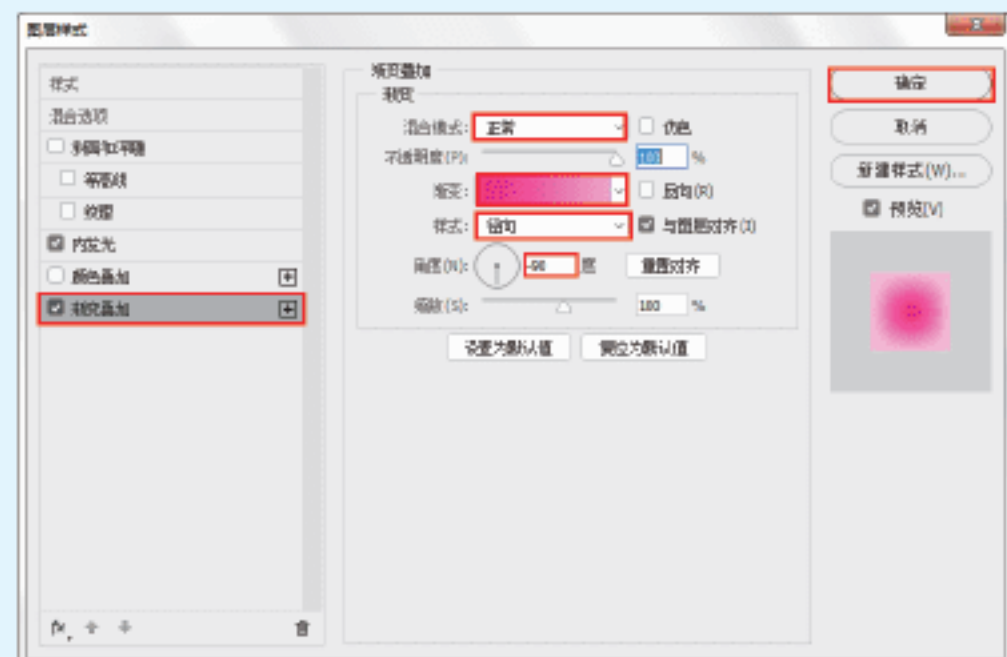 图层样式
样式
混合选项
斜面和浮雕
等高线
纹理
内发光
颜色叠加
渐变叠加
fx
渐变叠加
渐变
混合模式: 正常 仿色
不透明度(P): 100 %
渐变: 反向(R)
样式: 径向 与图层对齐(I)
角度(N): -90 度 重置对齐
缩放(S): 100 %
设置为默认值 复位为默认值
确定
取消
新建样式(W)...
预览(V)